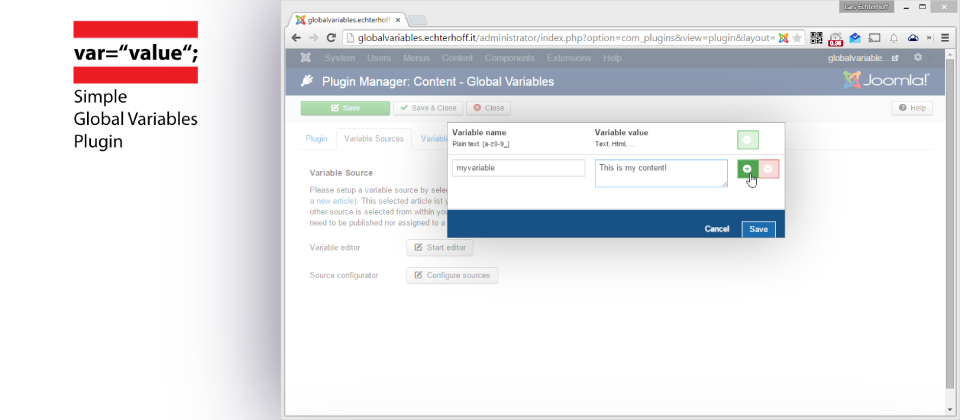 var=“value“;
Simple
Global Variables
Plugin
Lars Echterhoff
globalvariables.echterhoff
globalvariables.echterhoff.it/administrator/index.php?option=com_plugins&view=plugin&layout=
0.00
System Users Menus Content Components Extensions Help
globalvariable...
Plugin Manager: Content - Global Variables
Joomla!
Save
Save & Close
Close
Help
Plugin
Variable Sources
Variable
Variable name
Plain text. [a-z0-9_]
Variable value
Text, Html, ...
myvariable
This is my content!
Cancel
Save
Variable Source
Please setup a variable source by sele
a new article). This selected article ist y
other source is selected from within you
need to be published nor assigned to a
Variable editor
Start editor
Source configurator
Configure sources